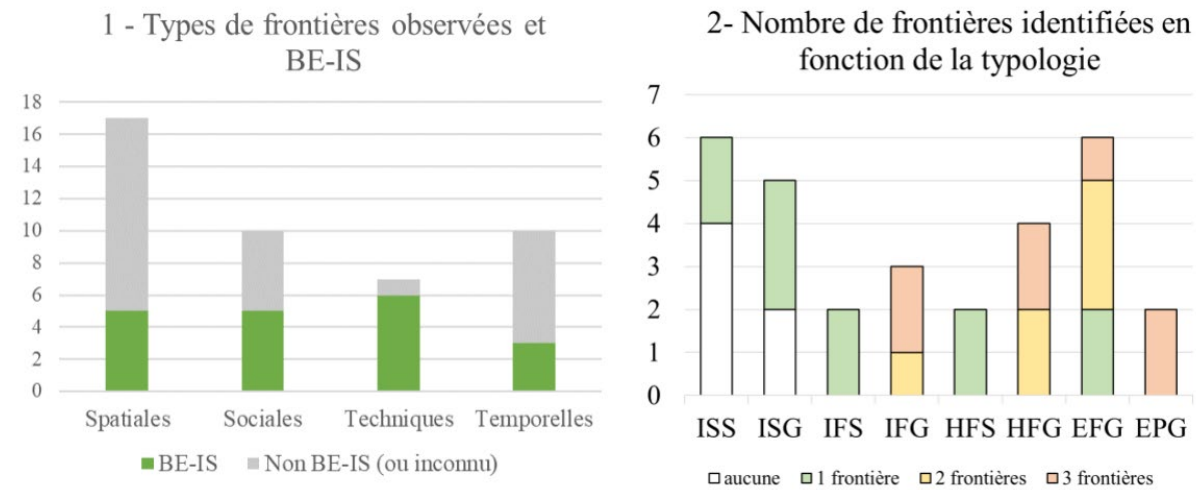 1 - Types de frontières observées et
BE-IS
18
16
14
12
10
8
6
4
2
0
Spatiales Sociales Techniques Temporelles
BE-IS Non BE-IS (ou inconnu)
2- Nombre de frontières identifiées en
fonction de la typologie
7
6
5
4
3
2
1
0
ISS ISG IFS IFG HFS HFG EFG EPG
aucune 1 frontière 2 frontières 3 frontières